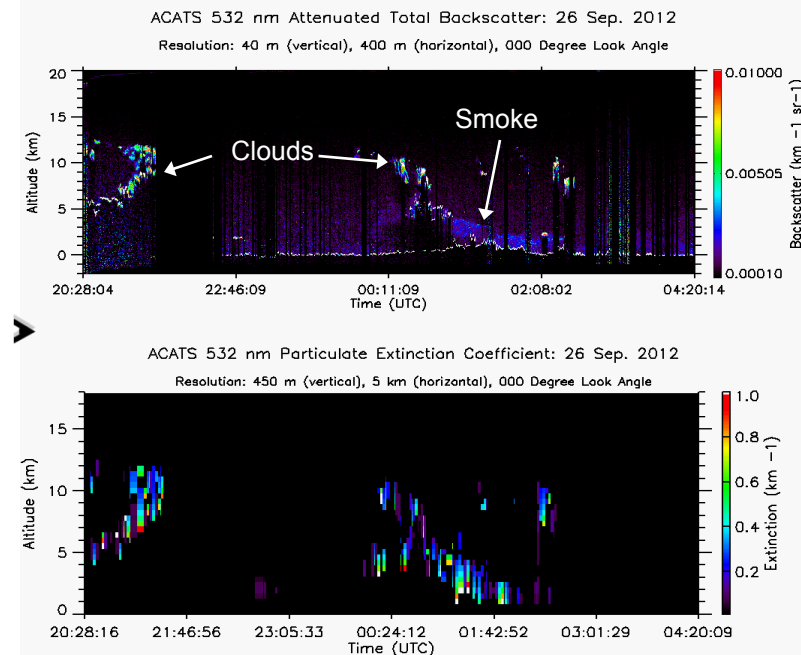 ACATS 532 nm Attenuated Total Backscatter: 26 Sep. 2012
Resolution: 40 m (vertical), 400 m (horizontal), 000 Degree Look Angle
20
15
10
5
0
Altitude (km)
Clouds
Smoke
0.01000
0.00505
0.00010
Backscatter (km -1 sr-1)
20:28:04 22:46:09 00:11:09 02:08:02 04:20:14
Time (UTC)
ACATS 532 nm Particulate Extinction Coefficient: 26 Sep. 2012
Resolution: 450 m (vertical), 5 km (horizontal), 000 Degree Look Angle
15
10
5
0
Altitude (km)
1.0
0.8
0.6
0.4
0.2
Extinction (km -1)
20:28:16 21:46:56 23:05:33 00:24:12 01:42:52 03:01:29 04:20:09
Time (UTC)